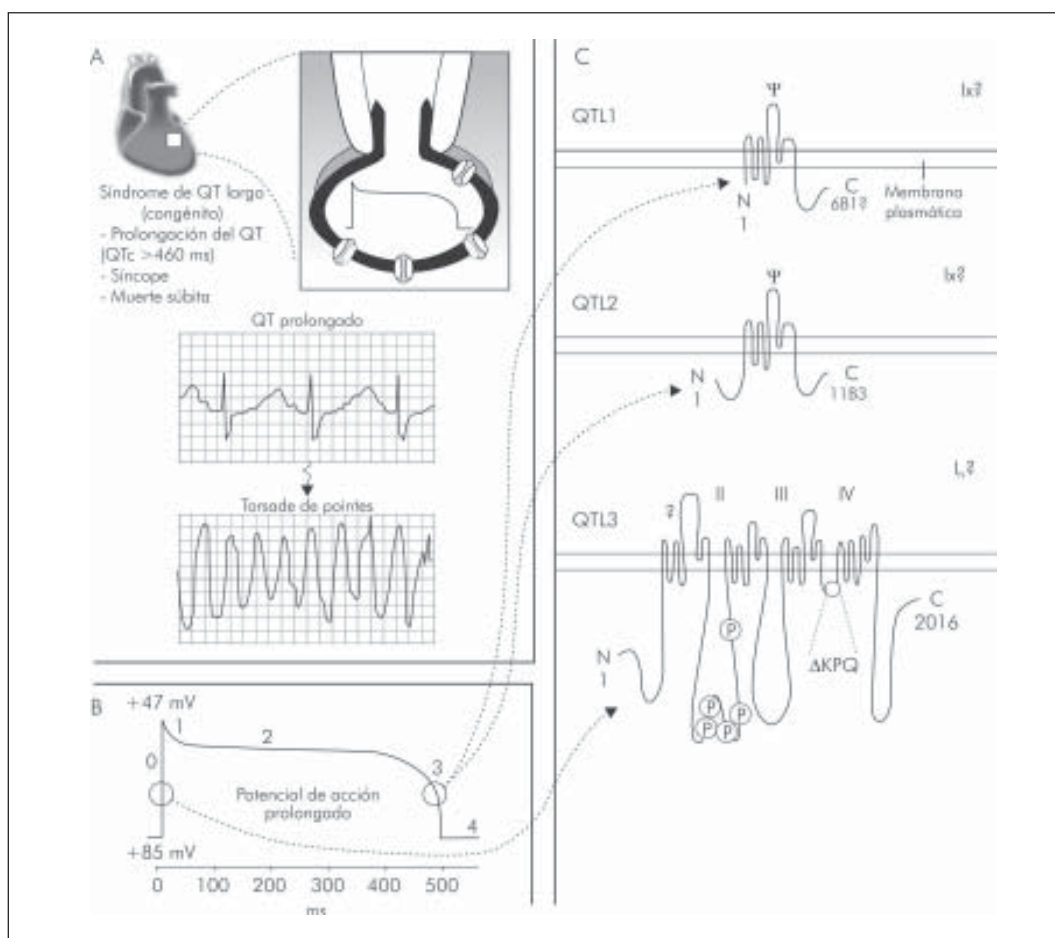 A
Síndrome de QT largo
(congénito)
- Prolongación del QT
(QTc >460 ms)
- Síncope
- Muerte súbita
QT prolongado
Torsade de pointes
B
+47 mV
0
1
2
3
4
Potencial de acción
prolongado
+85 mV
0 100 200 300 400 500
ms
C
QTL1
Ψ
N
1
C
681?
Membrana
plasmática
QTL2
Ψ
N
1
C
1183
QTL3
?
II III IV
N
1
P
P
P
P
P
ΔKPQ
C
2016